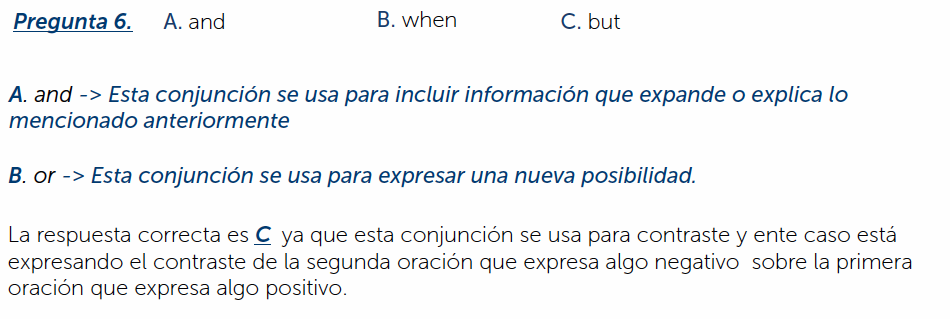 Pregunta 6. A. and B. when C. but
A. and -> Esta conjunción se usa para incluir información que expande o explica lo
mencionado anteriormente
B. or -> Esta conjunción se usa para expresar una nueva posibilidad.
La respuesta correcta es C ya que esta conjunción se usa para contraste y ente caso está
expresando el contraste de la segunda oración que expresa algo negativo sobre la primera
oración que expresa algo positivo.